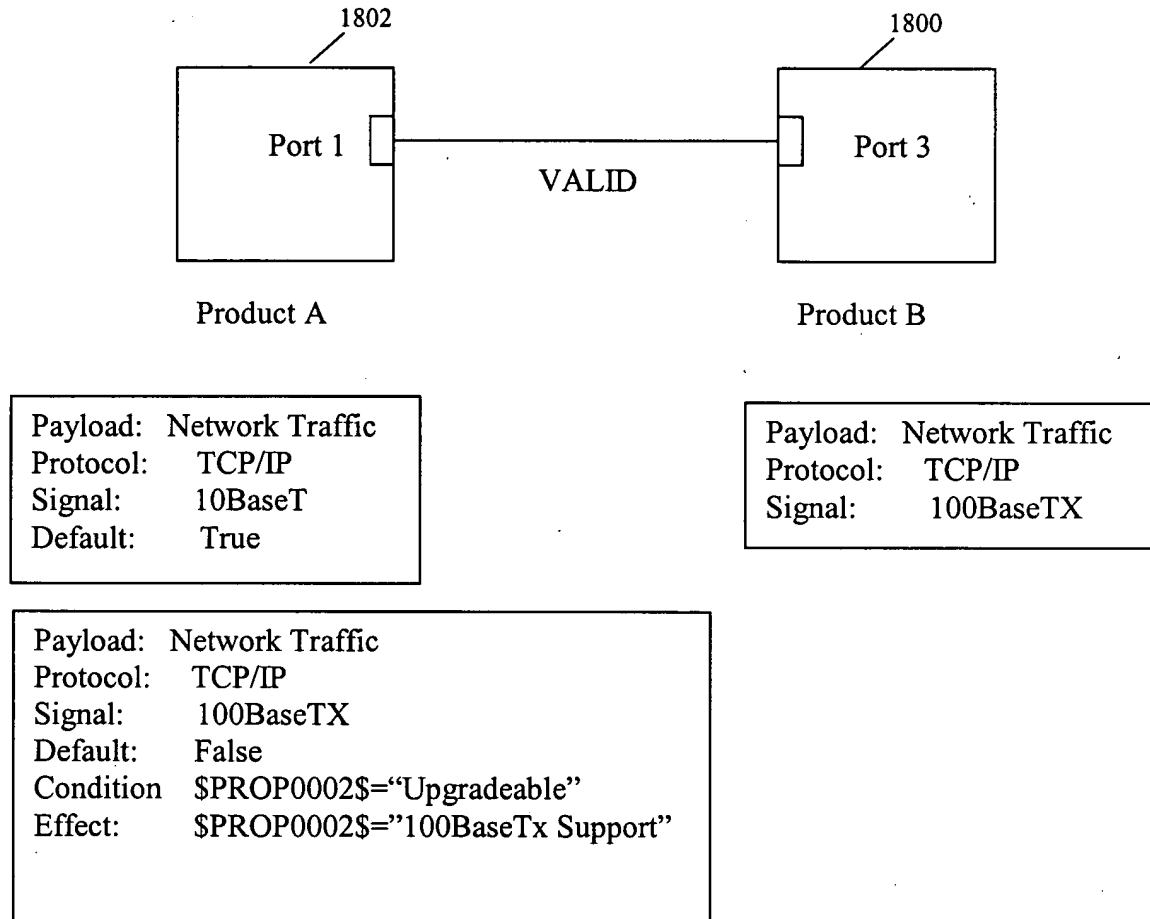 1802
1800
Port 1
Port 3
VALID
Product A
Product B
Payload: Network Traffic
Protocol: TCP/IP
Signal: 10BaseT
Default: True
Payload: Network Traffic
Protocol: TCP/IP
Signal: 100BaseTX
Payload: Network Traffic
Protocol: TCP/IP
Signal: 100BaseTX
Default: False
Condition $PROP0002$=“Upgradeable”
Effect: $PROP0002$=”100BaseTx Support”